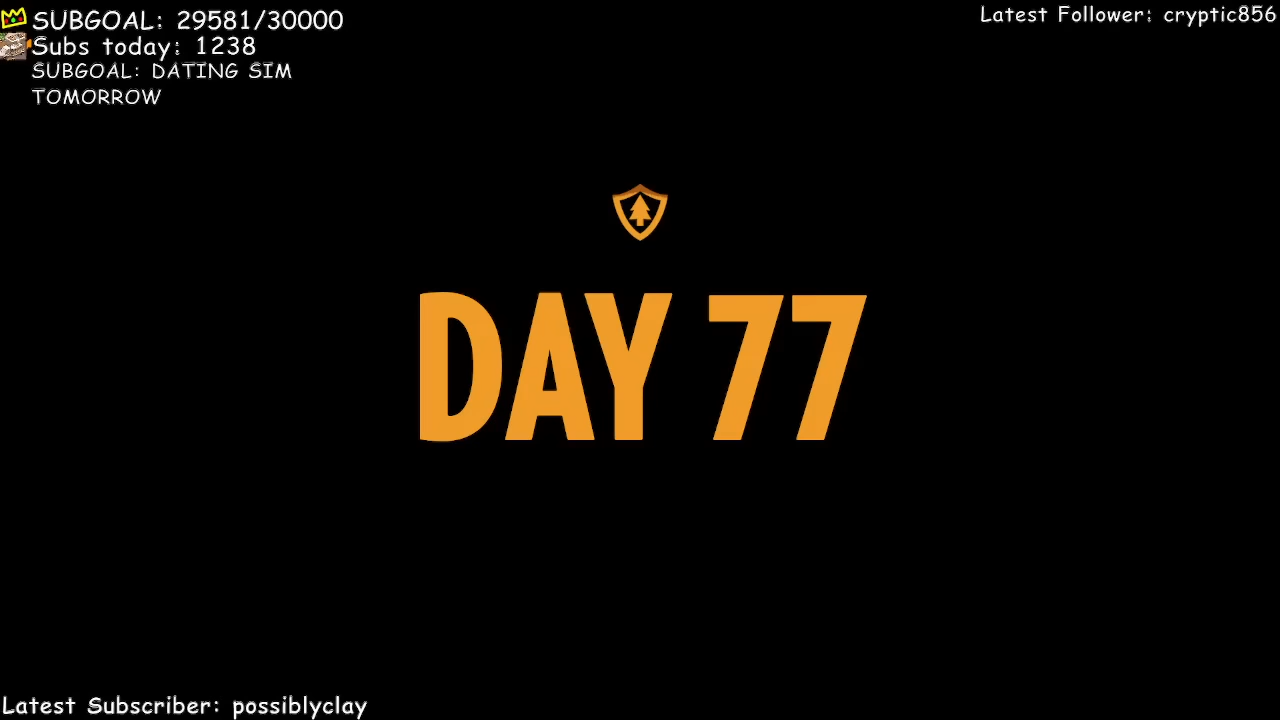 SUBGOAL: 29581/30000
Latest Follower: cryptic856
Subs today: 1238
SUBGOAL: DATING SIM
TOMORROW
DAY 77
Latest Subscriber: possiblyclay